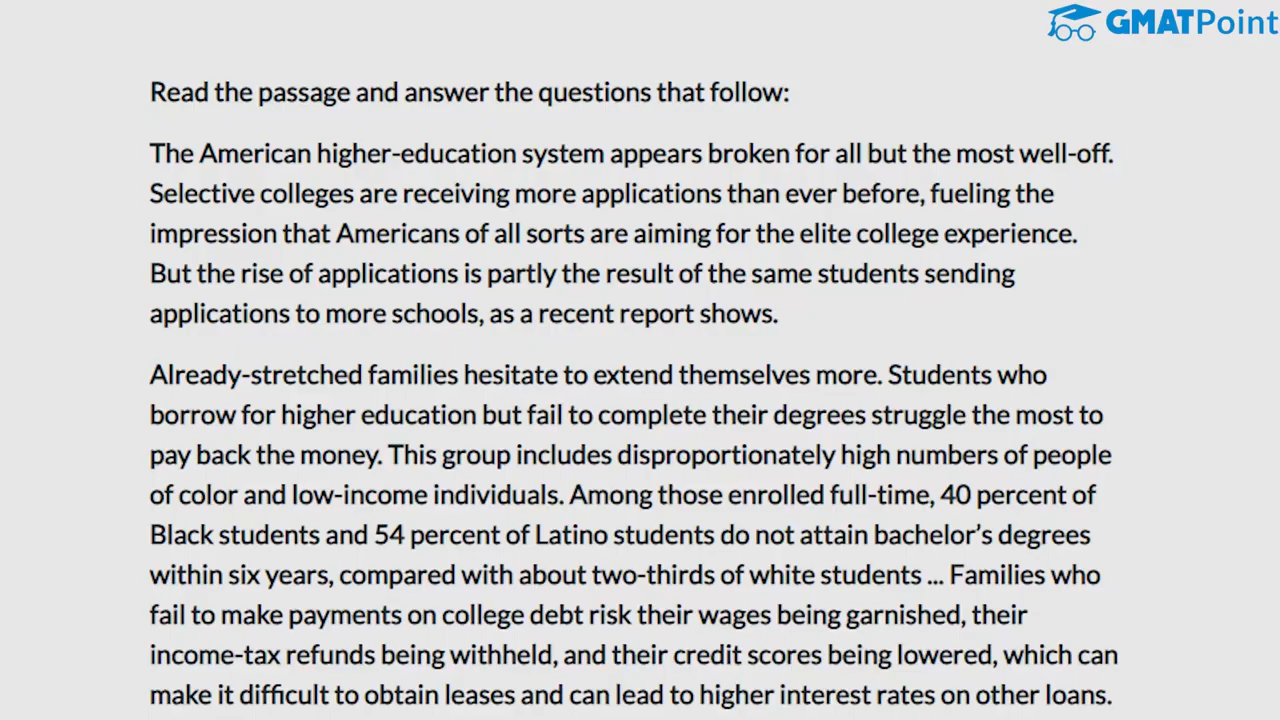 GMATPoint
Read the passage and answer the questions that follow:
The American higher-education system appears broken for all but the most well-off.
Selective colleges are receiving more applications than ever before, fueling the
impression that Americans of all sorts are aiming for the elite college experience.
But the rise of applications is partly the result of the same students sending
applications to more schools, as a recent report shows.
Already-stretched families hesitate to extend themselves more. Students who
borrow for higher education but fail to complete their degrees struggle the most to
pay back the money. This group includes disproportionately high numbers of people
of color and low-income individuals. Among those enrolled full-time, 40 percent of
Black students and 54 percent of Latino students do not attain bachelor’s degrees
within six years, compared with about two-thirds of white students ... Families who
fail to make payments on college debt risk their wages being garnished, their
income-tax refunds being withheld, and their credit scores being lowered, which can
make it difficult to obtain leases and can lead to higher interest rates on other loans.